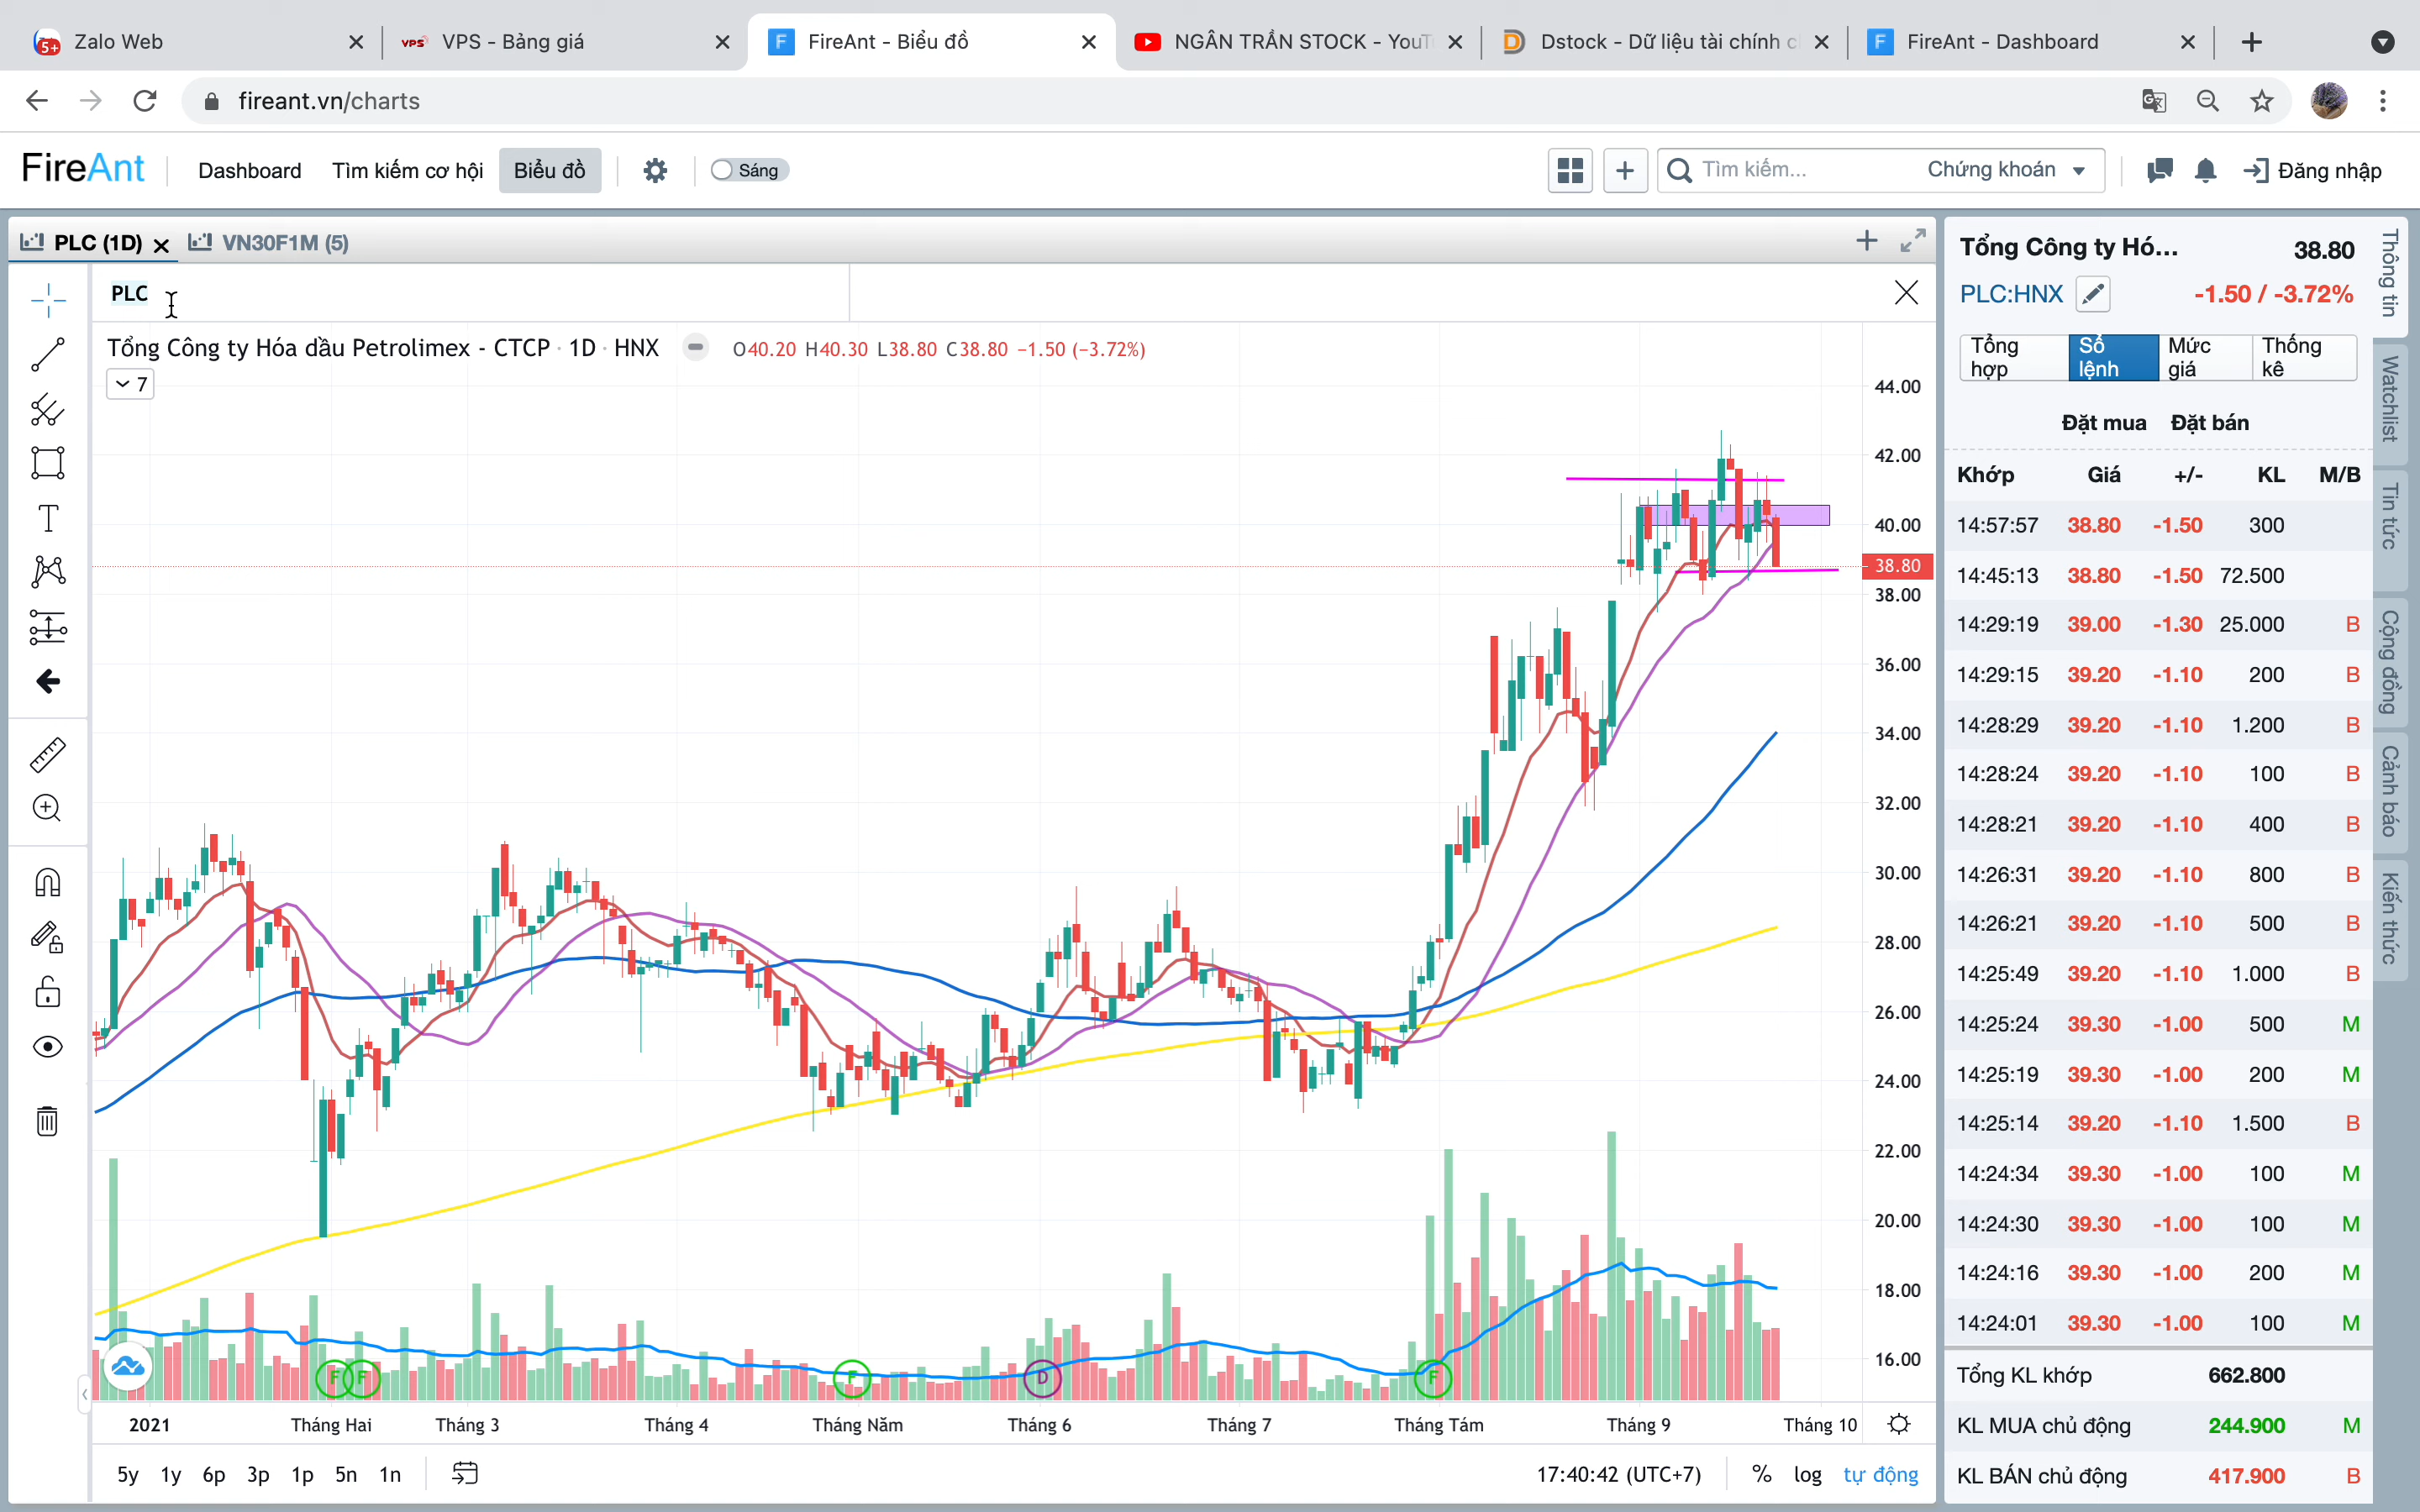 Zalo Web
VPS - Bảng giá
FireAnt - Biểu đồ
NGÂN TRẦN STOCK - YouT
Dstock - Dữ liệu tài chính c
FireAnt - Dashboard
fireant.vn/charts
FireAnt
Dashboard
Tìm kiếm cơ hội
Biểu đồ
Sáng
Tìm kiếm...
Chứng khoán
Đăng nhập
PLC (1D)
VN30F1M (5)
PLC
Tổng Công ty Hóa dầu Petrolimex - CTCP · 1D · HNX
O40.20 H40.30 L38.80 C38.80 −1.50 (−3.72%)
7
44.00
42.00
40.00
38.80
38.00
36.00
34.00
32.00
30.00
28.00
26.00
24.00
22.00
20.00
18.00
16.00
F F F D F
2021 Tháng Hai Tháng 3 Tháng 4 Tháng Năm Tháng 6 Tháng 7 Tháng Tám Tháng 9 Tháng 10
5y 1y 6p 3p 1p 5n 1n
17:40:42 (UTC+7) % log tự động
Tổng Công ty Hó... 38.80
PLC:HNX -1.50 / -3.72%
Tổng hợp
Sổ lệnh
Mức giá
Thống kê
Đặt mua Đặt bán
Khớp Giá +/- KL M/B
14:57:57 38.80 -1.50 300
14:45:13 38.80 -1.50 72.500
14:29:19 39.00 -1.30 25.000 B
14:29:15 39.20 -1.10 200 B
14:28:29 39.20 -1.10 1.200 B
14:28:24 39.20 -1.10 100 B
14:28:21 39.20 -1.10 400 B
14:26:31 39.20 -1.10 800 B
14:26:21 39.20 -1.10 500 B
14:25:49 39.20 -1.10 1.000 B
14:25:24 39.30 -1.00 500 M
14:25:19 39.30 -1.00 200 M
14:25:14 39.20 -1.10 1.500 B
14:24:34 39.30 -1.00 100 M
14:24:30 39.30 -1.00 100 M
14:24:16 39.30 -1.00 200 M
14:24:01 39.30 -1.00 100 M
Tổng KL khớp 662.800
KL MUA chủ động 244.900 M
KL BÁN chủ động 417.900 B
Thông tin
Watchlist
Tin tức
Cộng đồng
Cảnh báo
Kiến thức